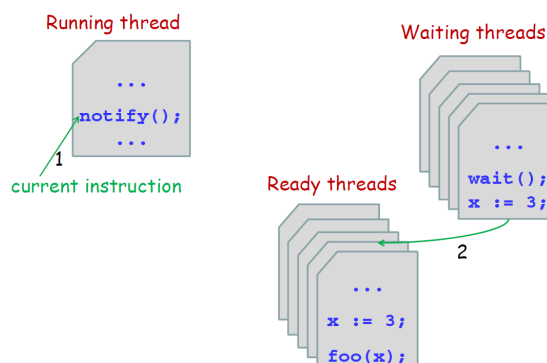 Running thread
...
notify();
...
1
current instruction
Waiting threads
...
wait();
x := 3;
2
Ready threads
...
x := 3;
foo(x);